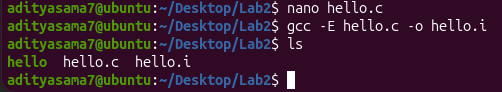 adityasama7@ubuntu:~/Desktop/Lab2$ nano hello.c
adityasama7@ubuntu:~/Desktop/Lab2$ gcc -E hello.c -o hello.i
adityasama7@ubuntu:~/Desktop/Lab2$ ls
hello  hello.c  hello.i
adityasama7@ubuntu:~/Desktop/Lab2$